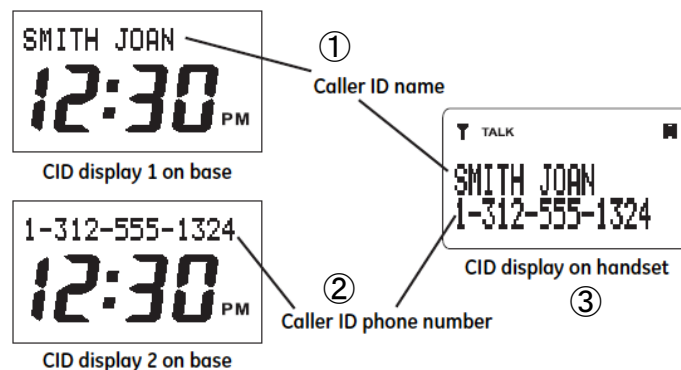 SMITH JOAN
12:30 PM
CID display 1 on base
①
Caller ID name
1-312-555-1324
12:30 PM
CID display 2 on base
②
Caller ID phone number
TALK
SMITH JOAN
1-312-555-1324
CID display on handset
③